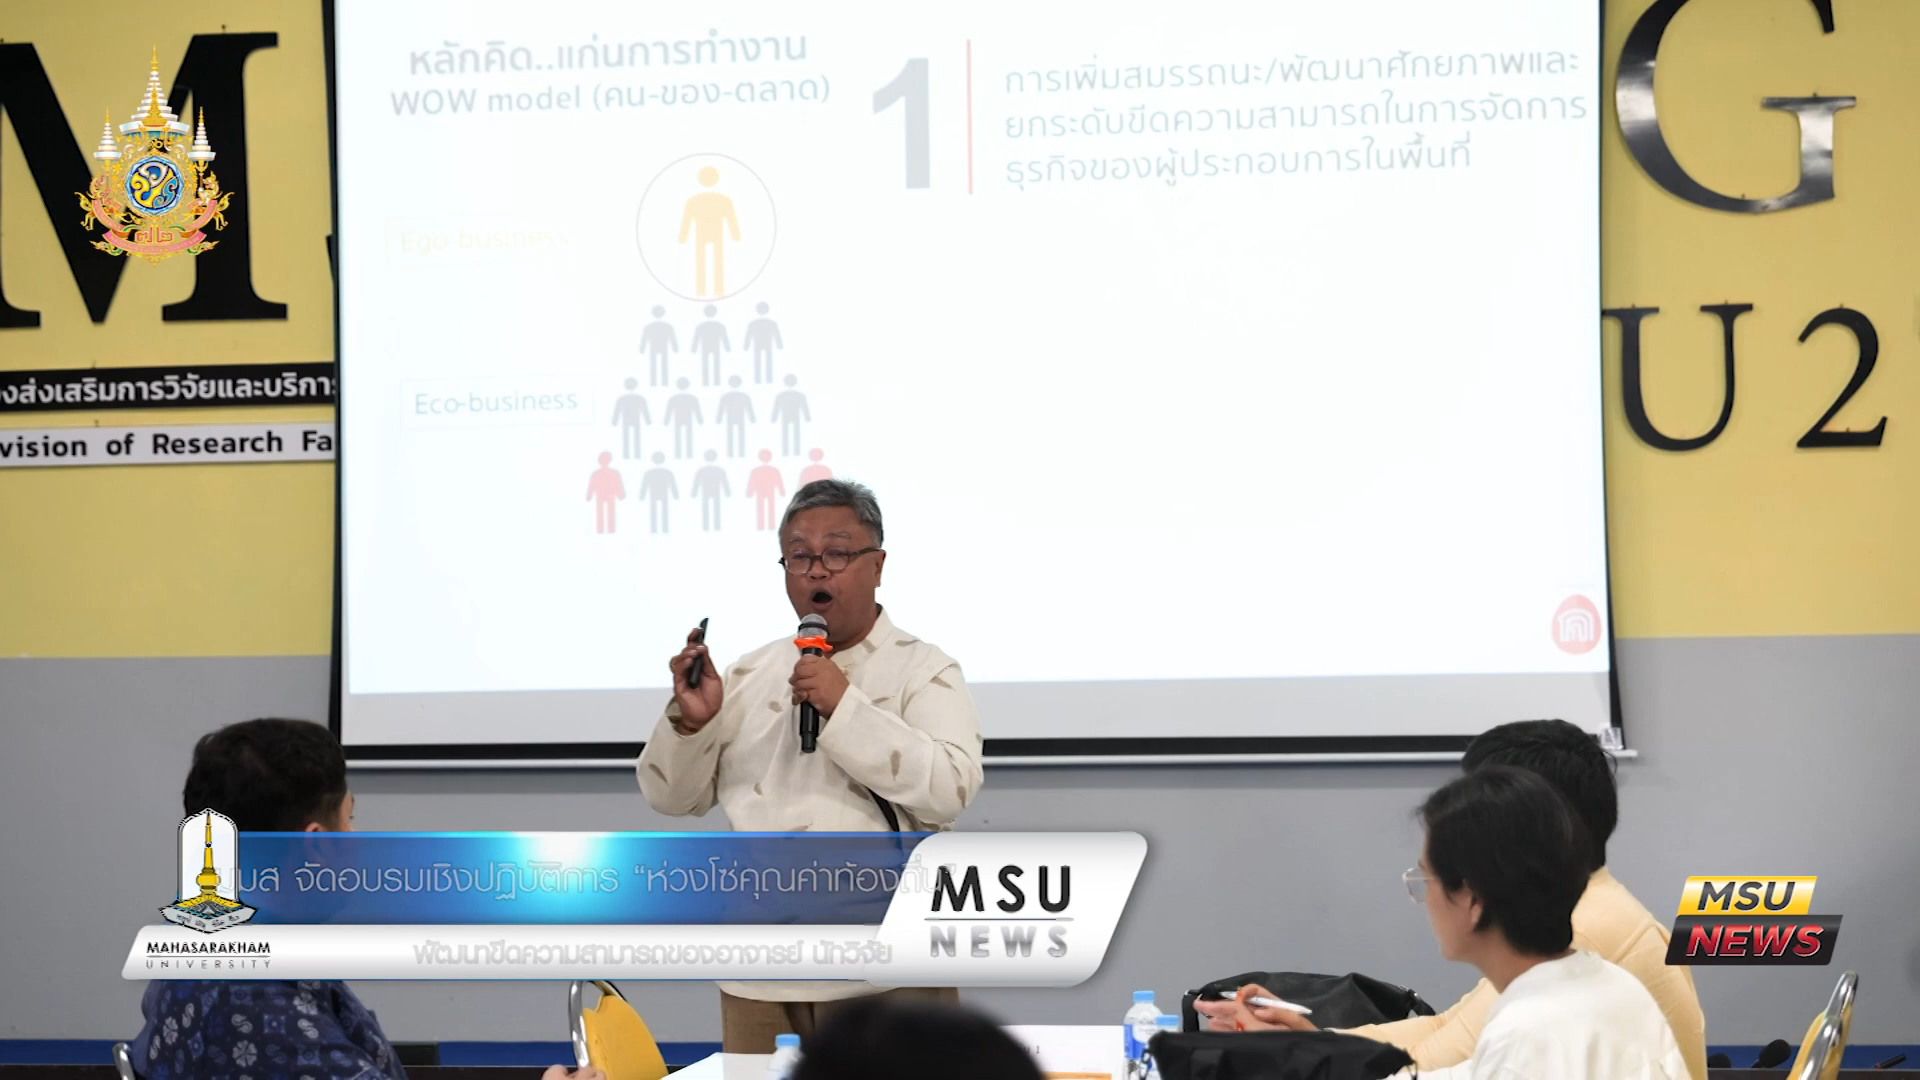 หลักคิด..แก่นการทำงาน
WOW model (คน-ของ-ตลาด)
1
การเพิ่มสมรรถนะ/พัฒนาศักยภาพและ
ยกระดับขีดความสามารถในการจัดการ
ธุรกิจของผู้ประกอบการในพื้นที่
Ego-business
Eco-business
M
G
U2
งส่งเสริมการวิจัยและบริกา
vision of Research Fa
มมส จัดอบรมเชิงปฏิบัติการ “ห่วงโซ่คุณค่าท้องถิ่น
พัฒนาขีดความสามารถของอาจารย์ นักวิจัย
MSU
NEWS
MAHASARAKHAM
UNIVERSITY
MSU
NEWS
๗๒